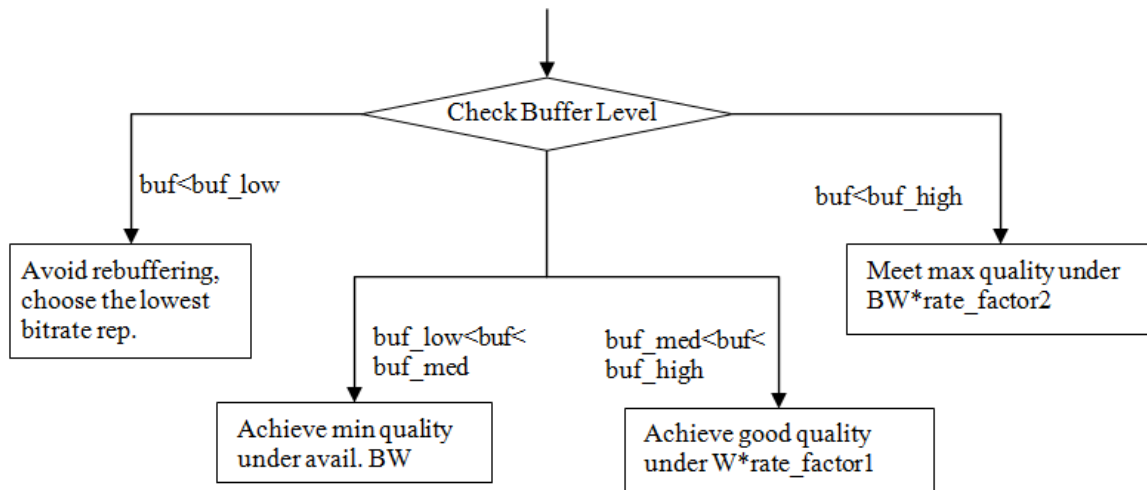 Check Buffer Level
buf<buf_low
buf<buf_high
Avoid rebuffering,
choose the lowest
bitrate rep.
Meet max quality under
BW*rate_factor2
buf_low<buf<
buf_med
buf_med<buf<
buf_high
Achieve min quality
under avail. BW
Achieve good quality
under W*rate_factor1